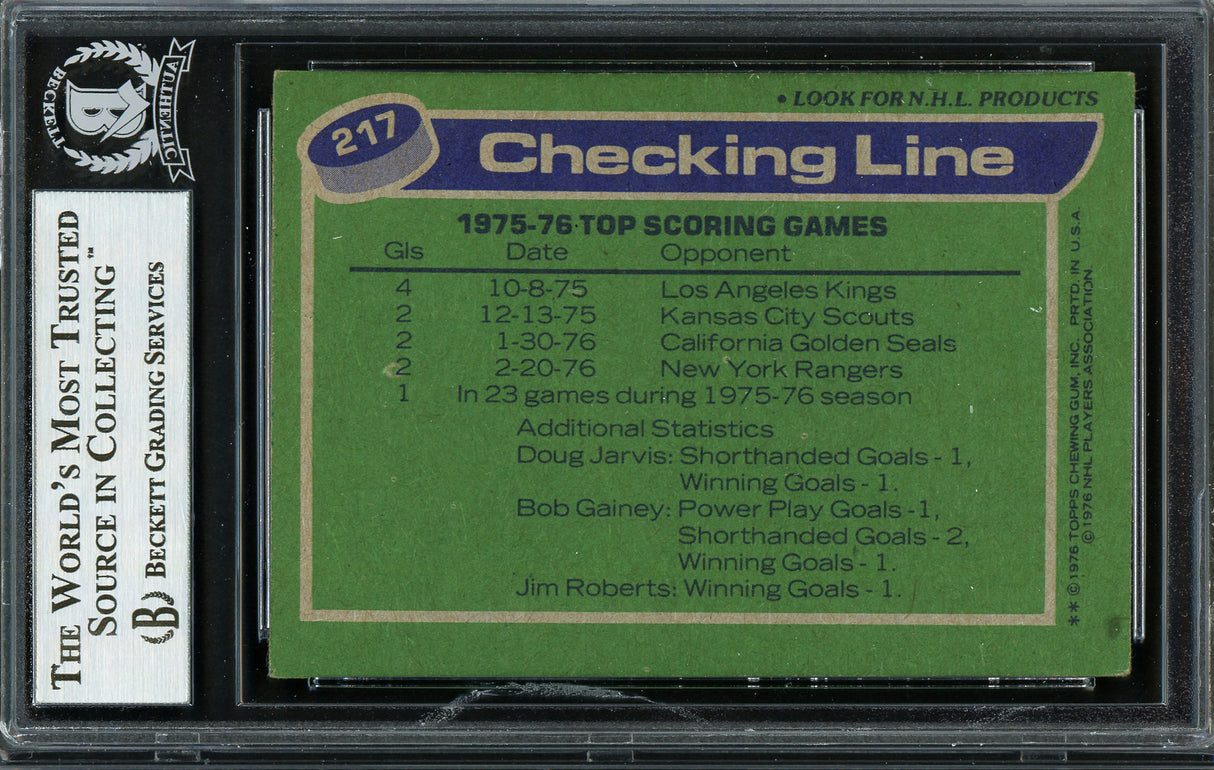 BECKETT
B
AUTHENTIC
THE WORLD'S MOST TRUSTED
SOURCE IN COLLECTING™
B BECKETT GRADING SERVICES
• LOOK FOR N.H.L. PRODUCTS
217
Checking Line
1975-76 TOP SCORING GAMES
Gls Date Opponent
4 10-8-75 Los Angeles Kings
2 12-13-75 Kansas City Scouts
2 1-30-76 California Golden Seals
2 2-20-76 New York Rangers
1 In 23 games during 1975-76 season
Additional Statistics
Doug Jarvis: Shorthanded Goals - 1,
Winning Goals - 1.
Bob Gainey: Power Play Goals - 1,
Shorthanded Goals - 2,
Winning Goals - 1.
Jim Roberts: Winning Goals - 1.
** © 1976 TOPPS CHEWING GUM, INC. PRTD. IN U.S.A.
© 1976 NHL PLAYERS ASSOCIATION